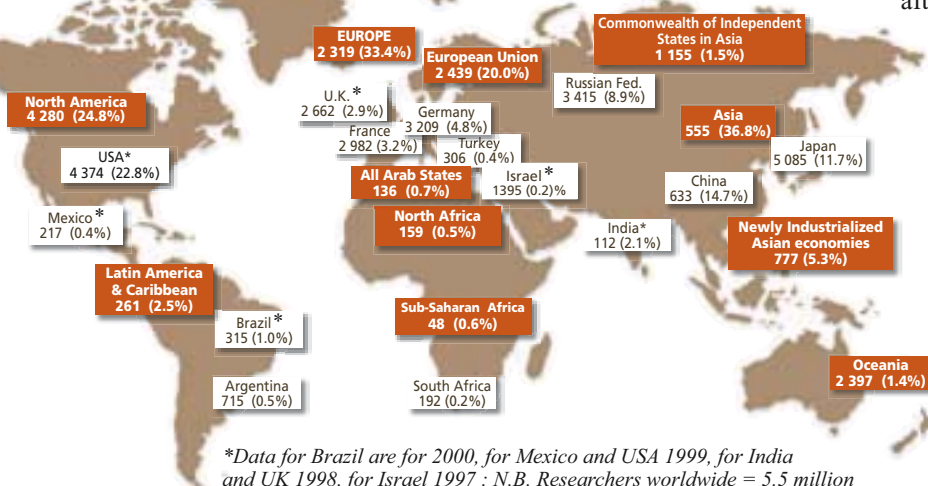 alt
Commonwealth of Independent
States in Asia
1 155 (1.5%)
EUROPE
2 319 (33.4%)
European Union
2 439 (20.0%)
Russian Fed.
3 415 (8.9%)
North America
4 280 (24.8%)
U.K. *
2 662 (2.9%)
Germany
3 209 (4.8%)
France
2 982 (3.2%)
Turkey
306 (0.4%)
Asia
555 (36.8%)
Japan
5 085 (11.7%)
USA*
4 374 (22.8%)
All Arab States
136 (0.7%)
Israel *
1395 (0.2)%
China
633 (14.7%)
Mexico *
217 (0.4%)
North Africa
159 (0.5%)
India*
112 (2.1%)
Newly Industrialized
Asian economies
777 (5.3%)
Latin America
& Caribbean
261 (2.5%)
Brazil *
315 (1.0%)
Sub-Saharan Africa
48 (0.6%)
Oceania
2 397 (1.4%)
Argentina
715 (0.5%)
South Africa
192 (0.2%)
*Data for Brazil are for 2000, for Mexico and USA 1999, for India
and UK 1998, for Israel 1997 ; N.B. Researchers worldwide = 5.5 million